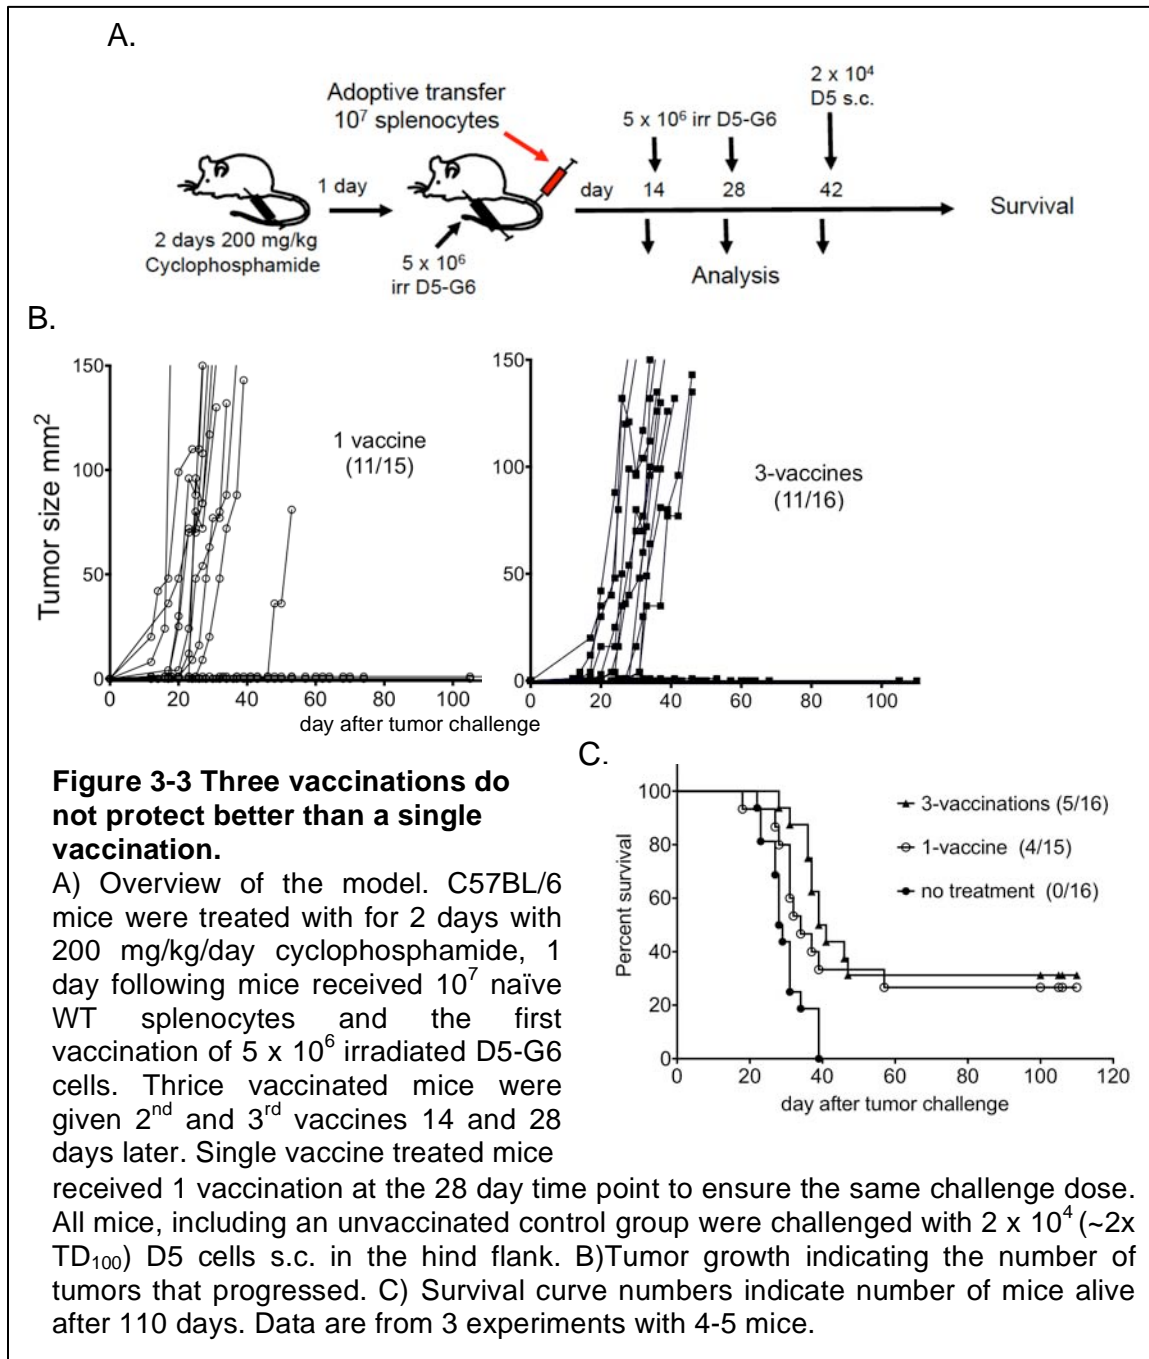 A.
Adoptive transfer
10⁷ splenocytes
2 x 10⁴
D5 s.c.
5 x 10⁶ irr D5-G6
1 day
day 14 28 42
Survival
2 days 200 mg/kg
Cyclophosphamide
5 x 10⁶
irr D5-G6
Analysis
B.
150
100
50
0
Tumor size mm²
1 vaccine
(11/15)
0 20 40 60 80 100
150
100
50
0
3-vaccines
(11/16)
0 20 40 60 80 100
day after tumor challenge
Figure 3-3 Three vaccinations do
not protect better than a single
vaccination.
A) Overview of the model. C57BL/6
mice were treated with for 2 days with
200 mg/kg/day cyclophosphamide, 1
day following mice received 10⁷ naïve
WT splenocytes and the first
vaccination of 5 x 10⁶ irradiated D5-G6
cells. Thrice vaccinated mice were
given 2ⁿᵈ and 3ʳᵈ vaccines 14 and 28
days later. Single vaccine treated mice
C.
100
80
60
40
20
0
Percent survival
3-vaccinations (5/16)
1-vaccine (4/15)
no treatment (0/16)
0 20 40 60 80 100 120
day after tumor challenge
received 1 vaccination at the 28 day time point to ensure the same challenge dose.
All mice, including an unvaccinated control group were challenged with 2 x 10⁴ (~2x
TD₁₀₀) D5 cells s.c. in the hind flank. B)Tumor growth indicating the number of
tumors that progressed. C) Survival curve numbers indicate number of mice alive
after 110 days. Data are from 3 experiments with 4-5 mice.